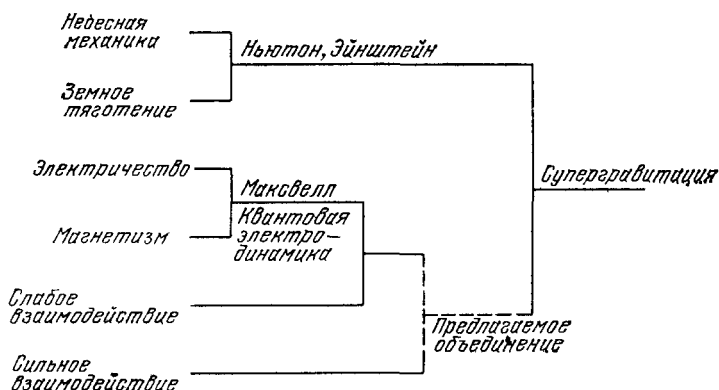 Небесная
механика
Ньютон, Эйнштейн
Земное
тяготение
Электричество
Максвелл
Супергравитация
Магнетизм
Квантовая
электро-
динамика
Слабое
взаимодействие
Предлагаемое
объединение
Сильное
взаимодействие